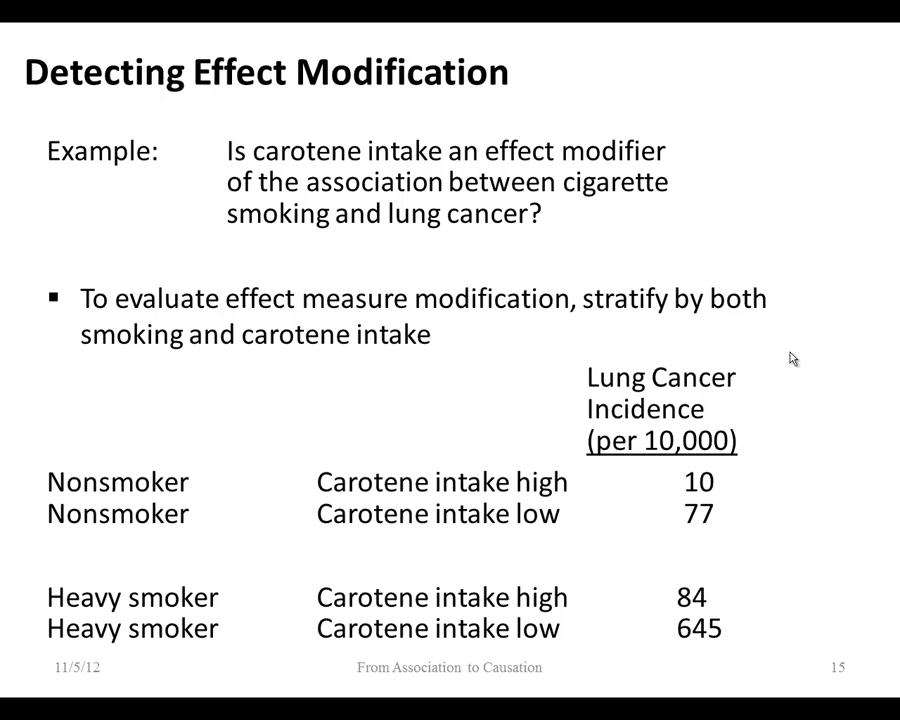 Detecting Effect Modification
Example: Is carotene intake an effect modifier
of the association between cigarette
smoking and lung cancer?
▪ To evaluate effect measure modification, stratify by both
smoking and carotene intake
Lung Cancer
Incidence
(per 10,000)
Nonsmoker Carotene intake high 10
Nonsmoker Carotene intake low 77
Heavy smoker Carotene intake high 84
Heavy smoker Carotene intake low 645
11/5/12 From Association to Causation 15